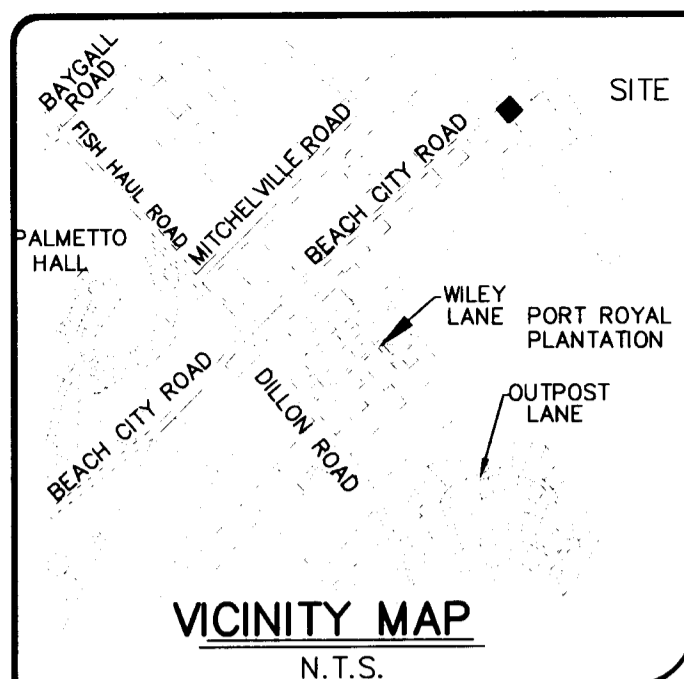 BAYGALL
ROAD
SITE
FISH HAUL ROAD
MITCHELVILLE ROAD
BEACH CITY ROAD
PALMETTO
HALL
WILEY
LANE
PORT ROYAL
PLANTATION
BEACH CITY ROAD
DILLON ROAD
OUTPOST
LANE
VICINITY MAP
N.T.S.